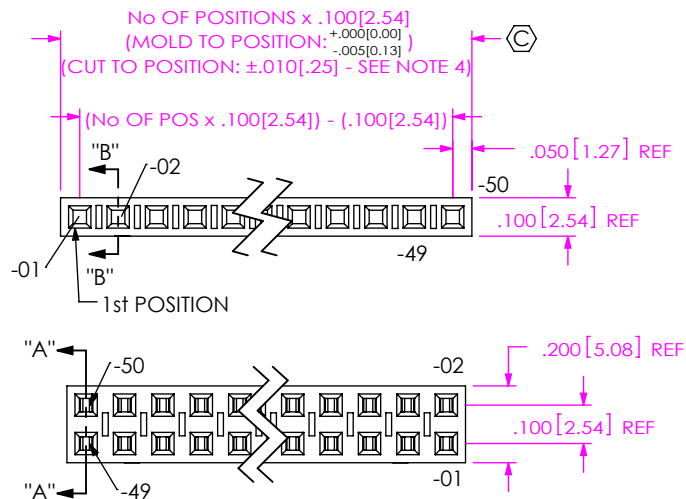 No OF POSITIONS x .100[2.54]
(MOLD TO POSITION: +.000[0.00] -.005[0.13] )
(CUT TO POSITION: ±.010[.25] - SEE NOTE 4)
C
(No OF POS x .100[2.54]) - (.100[2.54])
"B"
-02
.050[1.27] REF
-50
.100[2.54] REF
-01
"B"
-49
1st POSITION
"A"
-50
-02
.200[5.08] REF
.100[2.54] REF
"A"
-49
-01